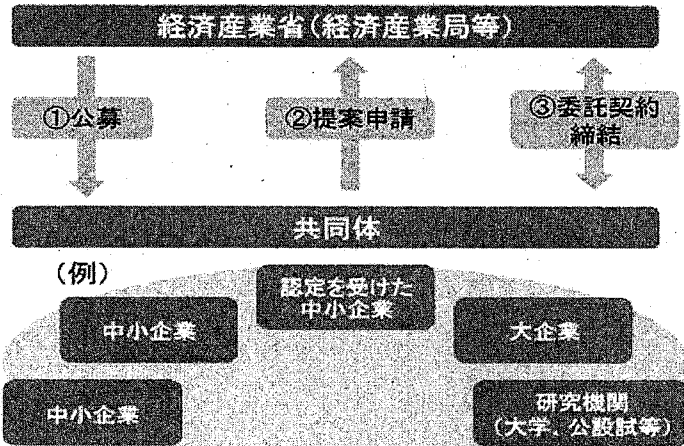 経済産業省(経済産業局等)
①公募
②提案申請
③委託契約
締結
共同体
(例)
認定を受けた
中小企業
中小企業
大企業
中小企業
研究機関
(大学、公設試等)